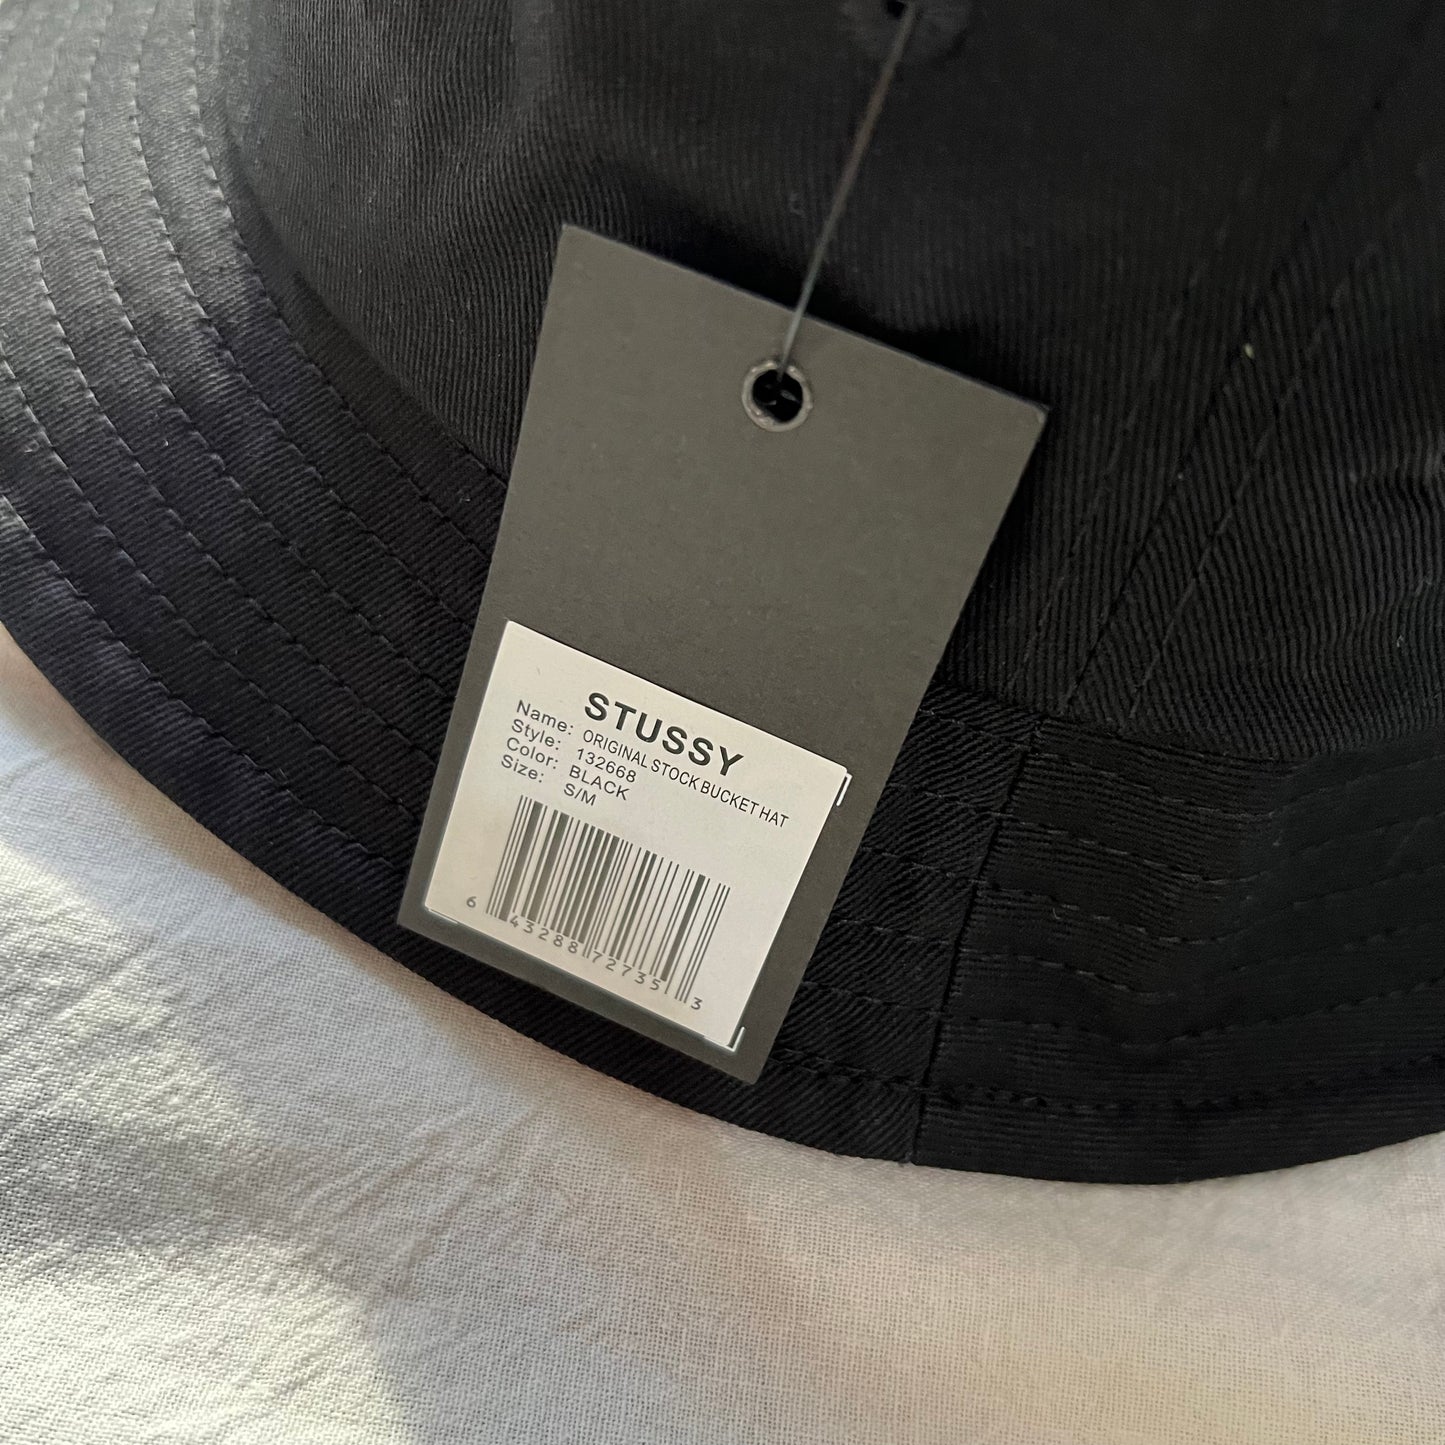 STUSSY
Name: ORIGINAL STOCK BUCKET HAT
Style: 132668
Color: BLACK
Size: S/M
6 43288 72735 3